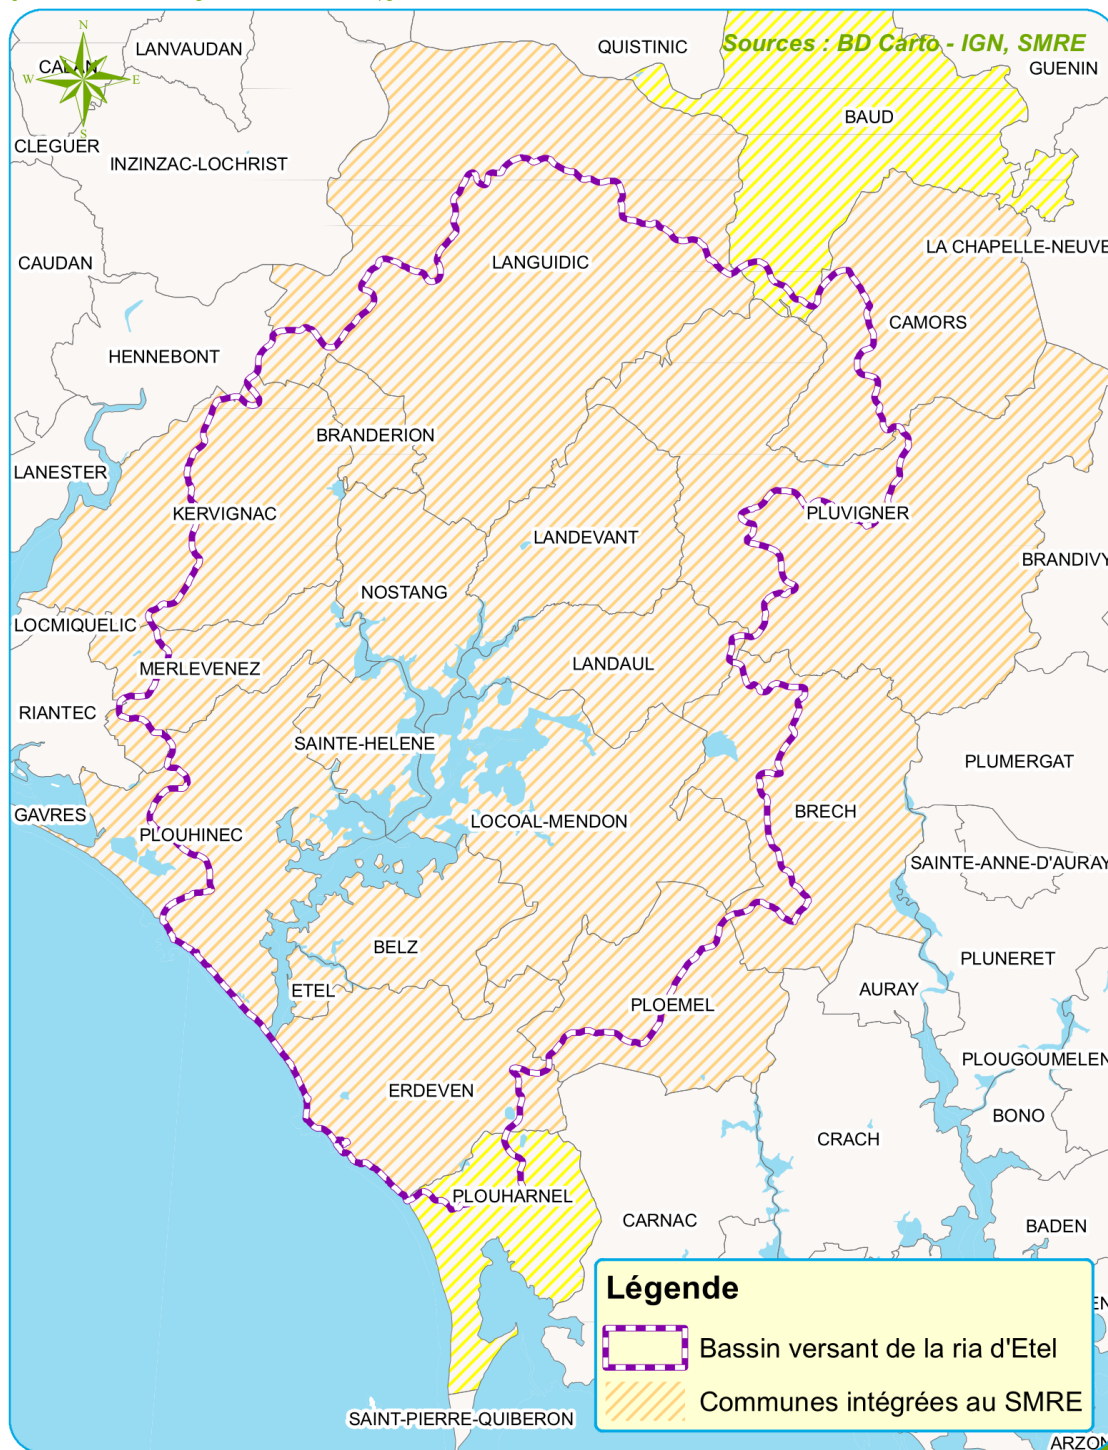 N
LANVAUDAN
QUISTINIC
Sources : BD Carto - IGN, SMRE
CALAN
GUENIN
W
E
S
BAUD
CLEGUER
INZINZAC-LOCHRIST
LA CHAPELLE-NEUVE
CAUDAN
LANGUIDIC
CAMORS
HENNEBONT
BRANDERION
LANESTER
KERVIGNAC
PLUVIGNER
LANDEVANT
BRANDIVY
NOSTANG
LOCMIQUELIC
MERLEVENEZ
LANDAUL
RIANTEC
SAINTE-HELENE
PLUMERGAT
GAVRES
PLOUHINEC
LOCOAL-MENDON
BRECH
SAINTE-ANNE-D'AURAY
BELZ
PLUNERET
ETEL
AURAY
PLOEMEL
PLOUGOUMELEN
ERDEVEN
BONO
CRACH
PLOUHARNEL
CARNAC
BADEN
Légende
EN
Bassin versant de la ria d'Etel
Communes intégrées au SMRE
SAINT-PIERRE-QUIBERON
ARZON